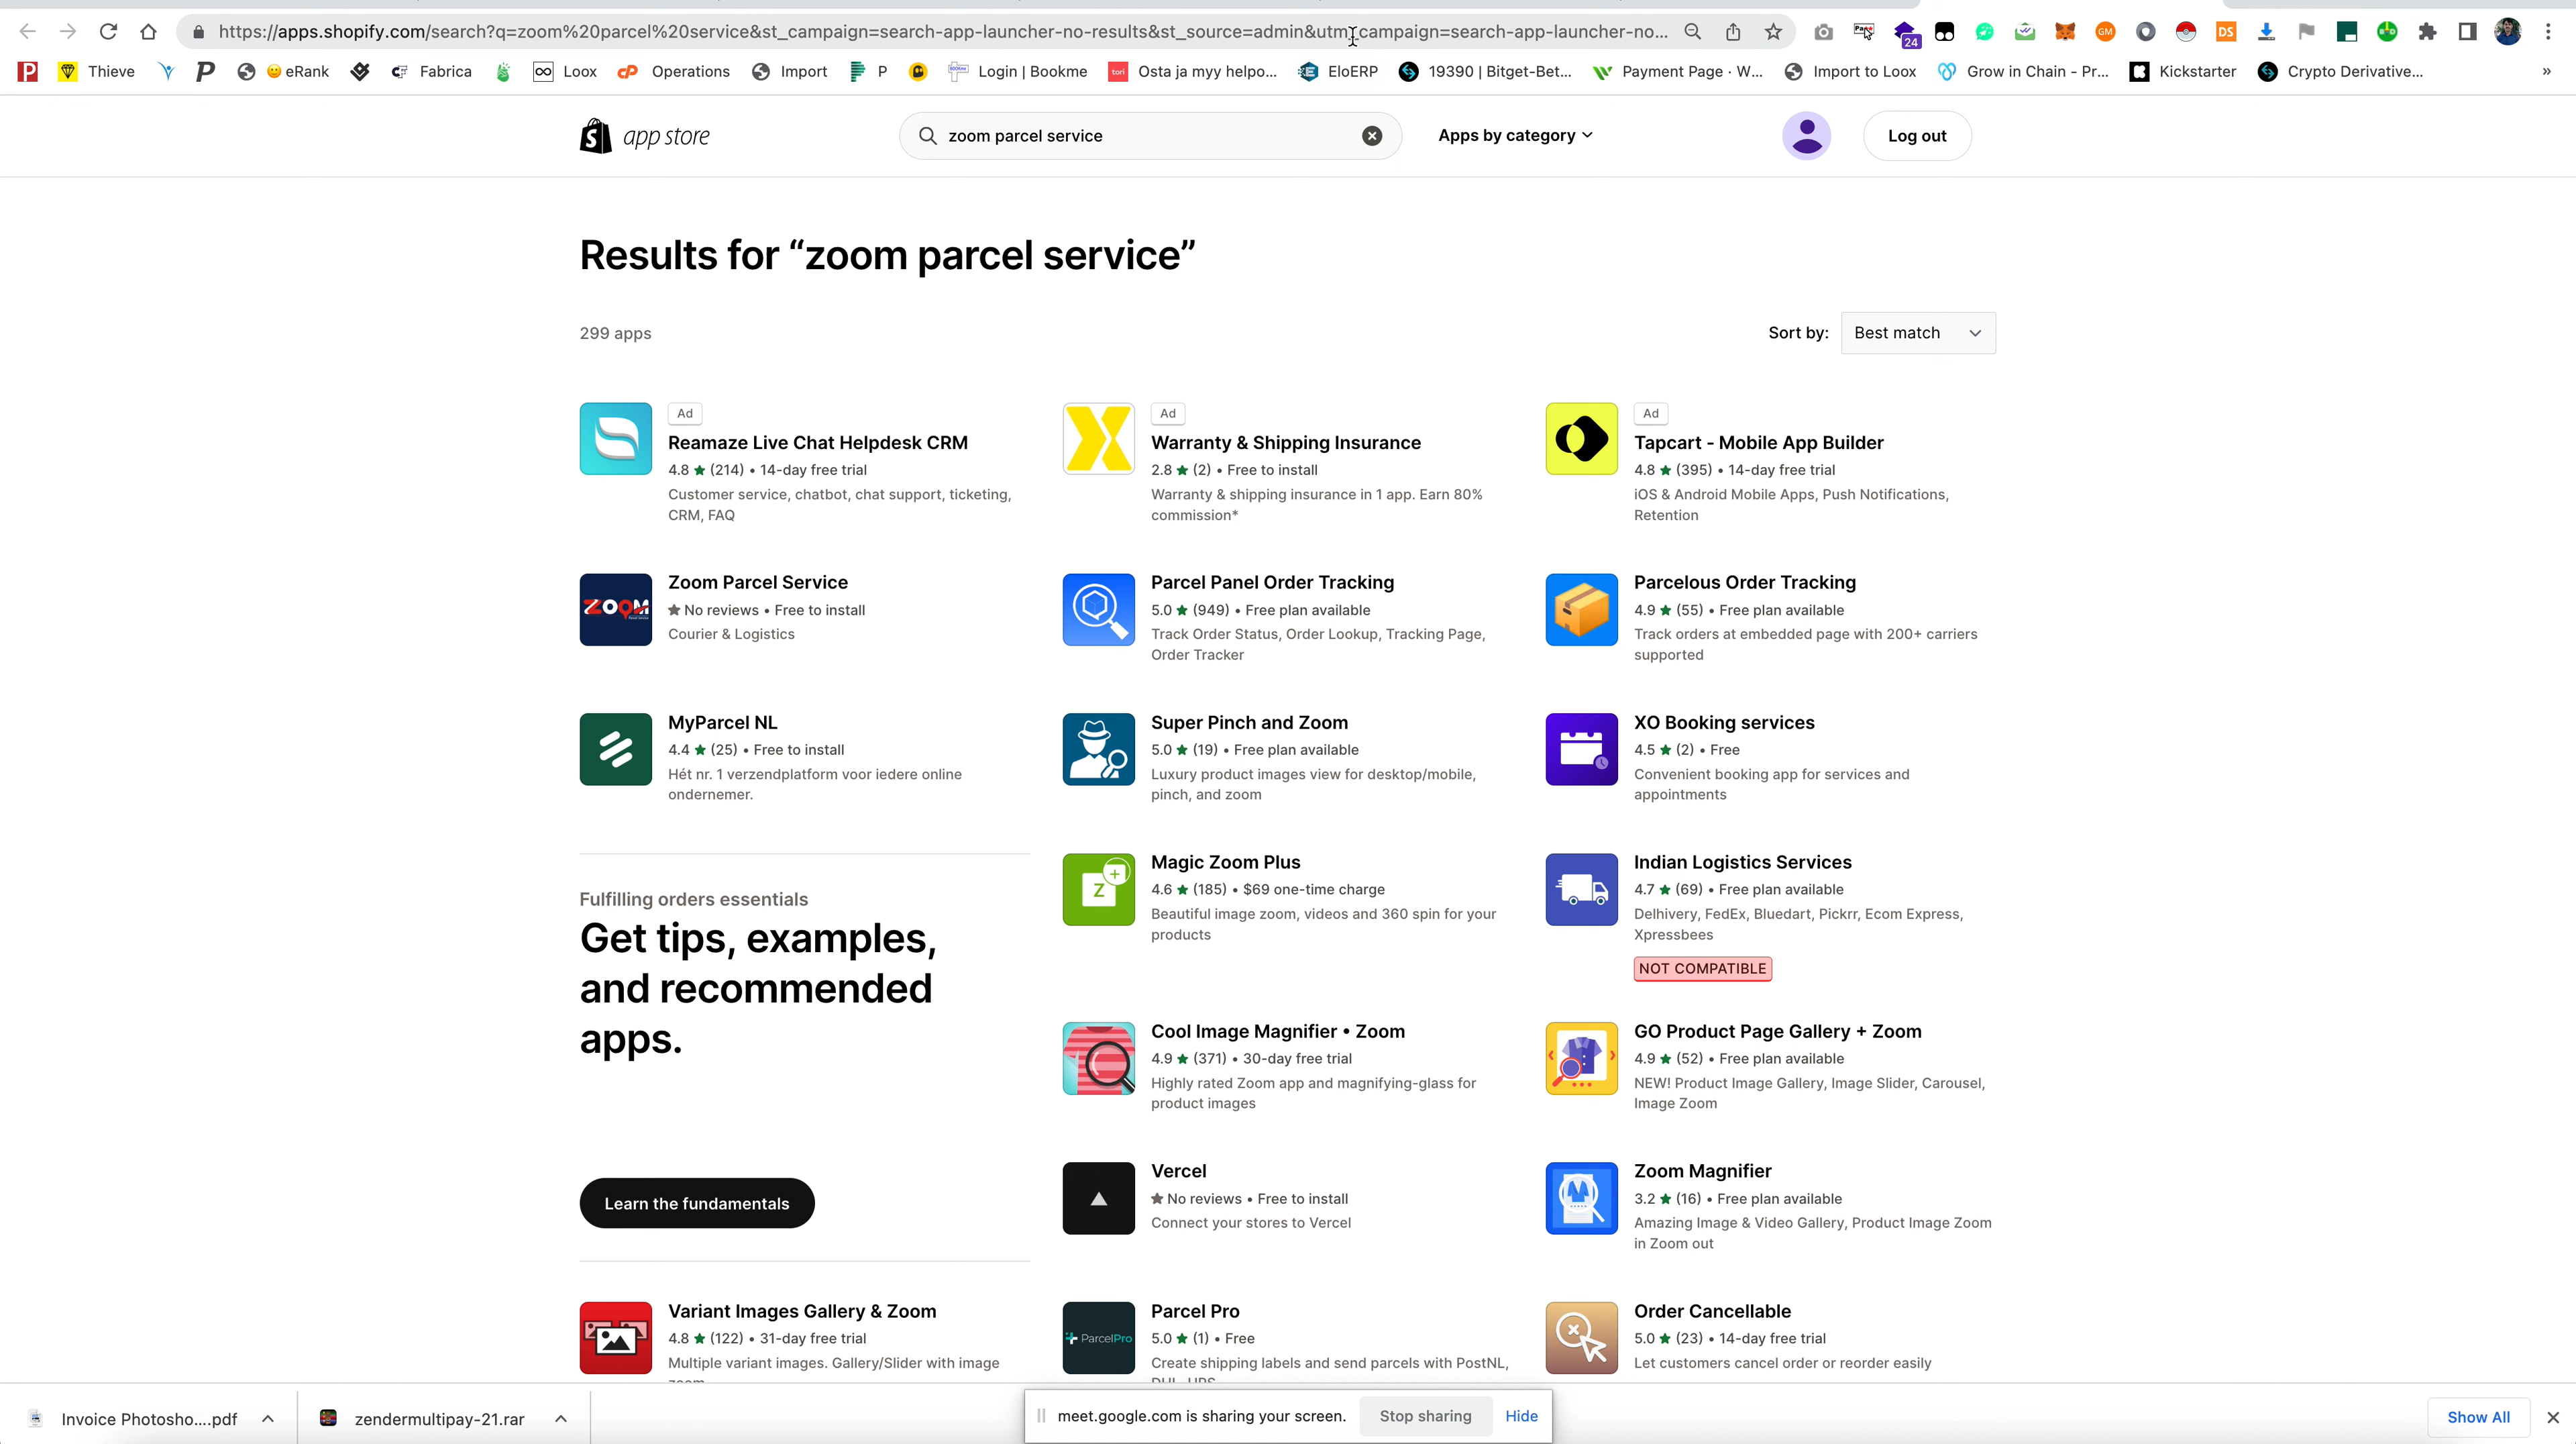 https://apps.shopify.com/search?q=zoom%20parcel%20service&st_campaign=search-app-launcher-no-results&st_source=admin&utm_campaign=search-app-launcher-no...
24
GM
DS
Thieve
eRank
Fabrica
Loox
Operations
Import
P
Login | Bookme
tori
Osta ja myy helpo...
EloERP
19390 | Bitget-Bet...
Payment Page · W...
Import to Loox
Grow in Chain - Pr...
Kickstarter
Crypto Derivative...
»
app store
zoom parcel service
Apps by category
Log out
Results for “zoom parcel service”
299 apps
Sort by:
Best match
Ad
Reamaze Live Chat Helpdesk CRM
4.8 ★ (214) • 14-day free trial
Customer service, chatbot, chat support, ticketing,
CRM, FAQ
Ad
Warranty & Shipping Insurance
2.8 ★ (2) • Free to install
Warranty & shipping insurance in 1 app. Earn 80%
commission*
Ad
Tapcart - Mobile App Builder
4.8 ★ (395) • 14-day free trial
iOS & Android Mobile Apps, Push Notifications,
Retention
ZOOM
Zoom Parcel Service
★ No reviews • Free to install
Courier & Logistics
Parcel Panel Order Tracking
5.0 ★ (949) • Free plan available
Track Order Status, Order Lookup, Tracking Page,
Order Tracker
Parcelous Order Tracking
4.9 ★ (55) • Free plan available
Track orders at embedded page with 200+ carriers
supported
MyParcel NL
4.4 ★ (25) • Free to install
Hét nr. 1 verzendplatform voor iedere online
ondernemer.
Super Pinch and Zoom
5.0 ★ (19) • Free plan available
Luxury product images view for desktop/mobile,
pinch, and zoom
XO Booking services
4.5 ★ (2) • Free
Convenient booking app for services and
appointments
Fulfilling orders essentials
Get tips, examples,
and recommended
apps.
Learn the fundamentals
Z
Magic Zoom Plus
4.6 ★ (185) • $69 one-time charge
Beautiful image zoom, videos and 360 spin for your
products
Indian Logistics Services
4.7 ★ (69) • Free plan available
Delhivery, FedEx, Bluedart, Pickrr, Ecom Express,
Xpressbees
NOT COMPATIBLE
Cool Image Magnifier • Zoom
4.9 ★ (371) • 30-day free trial
Highly rated Zoom app and magnifying-glass for
product images
GO Product Page Gallery + Zoom
4.9 ★ (52) • Free plan available
NEW! Product Image Gallery, Image Slider, Carousel,
Image Zoom
Vercel
★ No reviews • Free to install
Connect your stores to Vercel
Zoom Magnifier
3.2 ★ (16) • Free plan available
Amazing Image & Video Gallery, Product Image Zoom
in Zoom out
Variant Images Gallery & Zoom
4.8 ★ (122) • 31-day free trial
Multiple variant images. Gallery/Slider with image
zoom
ParcelPro
Parcel Pro
5.0 ★ (1) • Free
Create shipping labels and send parcels with PostNL,
DHL, UPS
Order Cancellable
5.0 ★ (23) • 14-day free trial
Let customers cancel order or reorder easily
Invoice Photosho....pdf
zendermultipay-21.rar
meet.google.com is sharing your screen.
Stop sharing
Hide
Show All